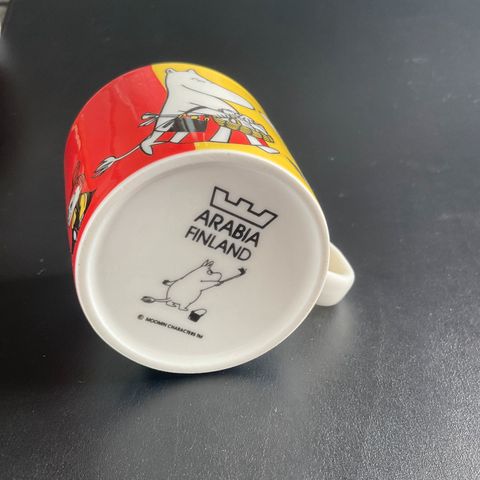 ARABIA
FINLAND
© MOOMIN CHARACTERS ™